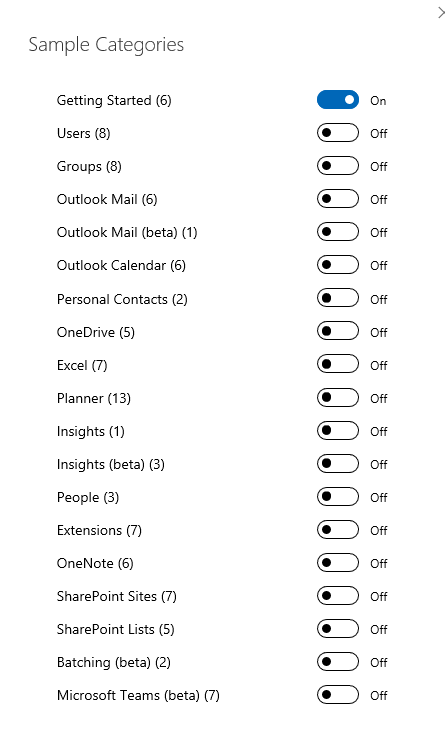 Sample Categories
Getting Started (6) On
Users (8) Off
Groups (8) Off
Outlook Mail (6) Off
Outlook Mail (beta) (1) Off
Outlook Calendar (6) Off
Personal Contacts (2) Off
OneDrive (5) Off
Excel (7) Off
Planner (13) Off
Insights (1) Off
Insights (beta) (3) Off
People (3) Off
Extensions (7) Off
OneNote (6) Off
SharePoint Sites (7) Off
SharePoint Lists (5) Off
Batching (beta) (2) Off
Microsoft Teams (beta) (7) Off